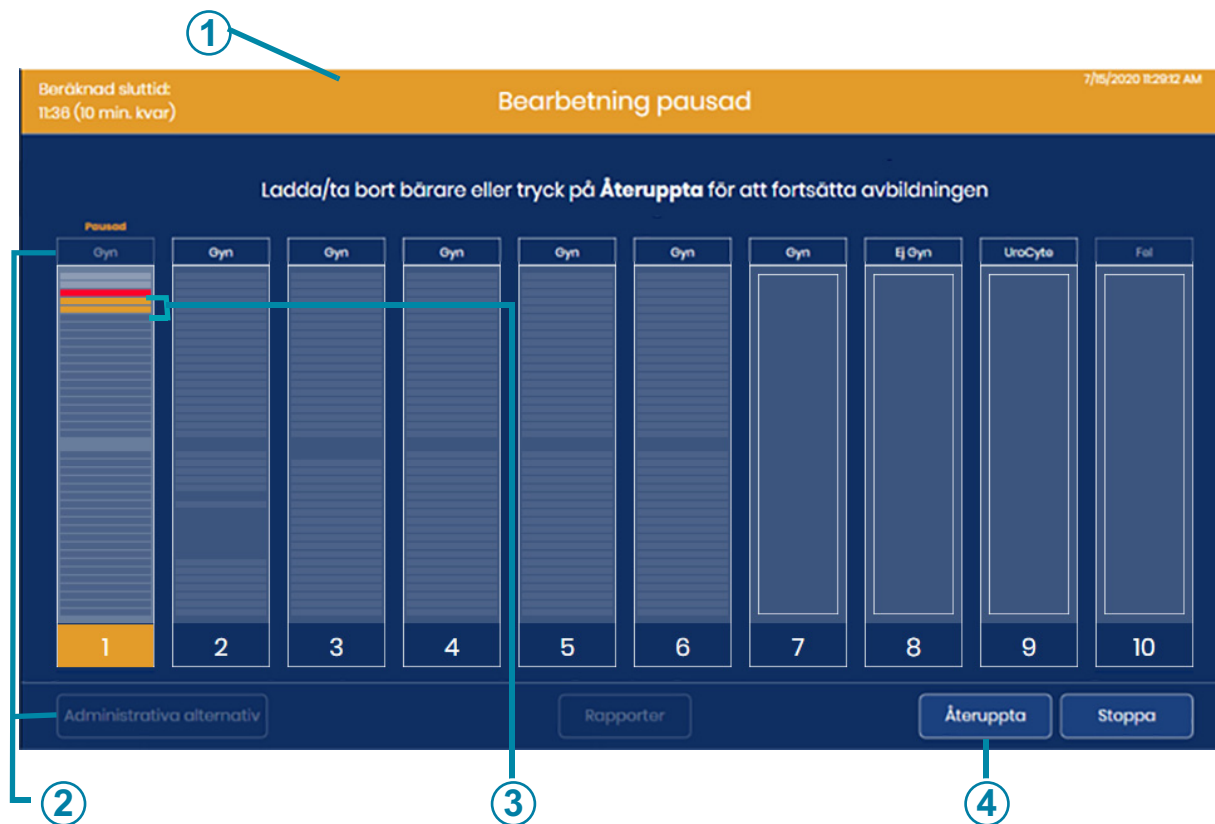 1
Beräknad sluttid:
11:36 (10 min. kvar)
Bearbetning pausad
7/15/2020 11:29:12 AM
Ladda/ta bort bärare eller tryck på Återuppta för att fortsätta avbildningen
Pausad
Gyn Gyn Gyn Gyn Gyn Gyn Gyn Ej Gyn UroCyte Fel
1 2 3 4 5 6 7 8 9 10
Administrativa alternativ Rapporter Återuppta Stoppa
2 3 4